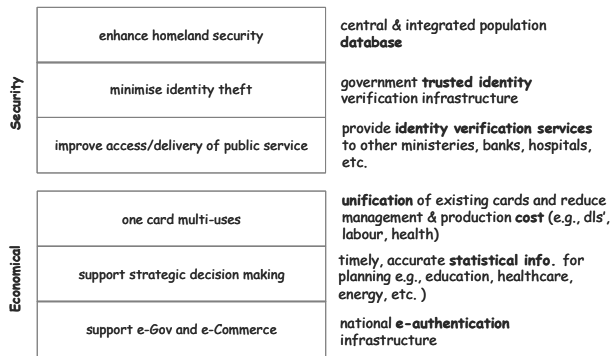 Security
enhance homeland security
central & integrated population
database
minimise identity theft
government trusted identity
verification infrastructure
improve access/delivery of public service
provide identity verification services
to other ministeries, banks, hospitals,
etc.
Economical
one card multi-uses
unification of existing cards and reduce
management & production cost (e.g., dls’,
labour, health)
support strategic decision making
timely, accurate statistical info. for
planning e.g., education, healthcare,
energy, etc. )
support e-Gov and e-Commerce
national e-authentication
infrastructure